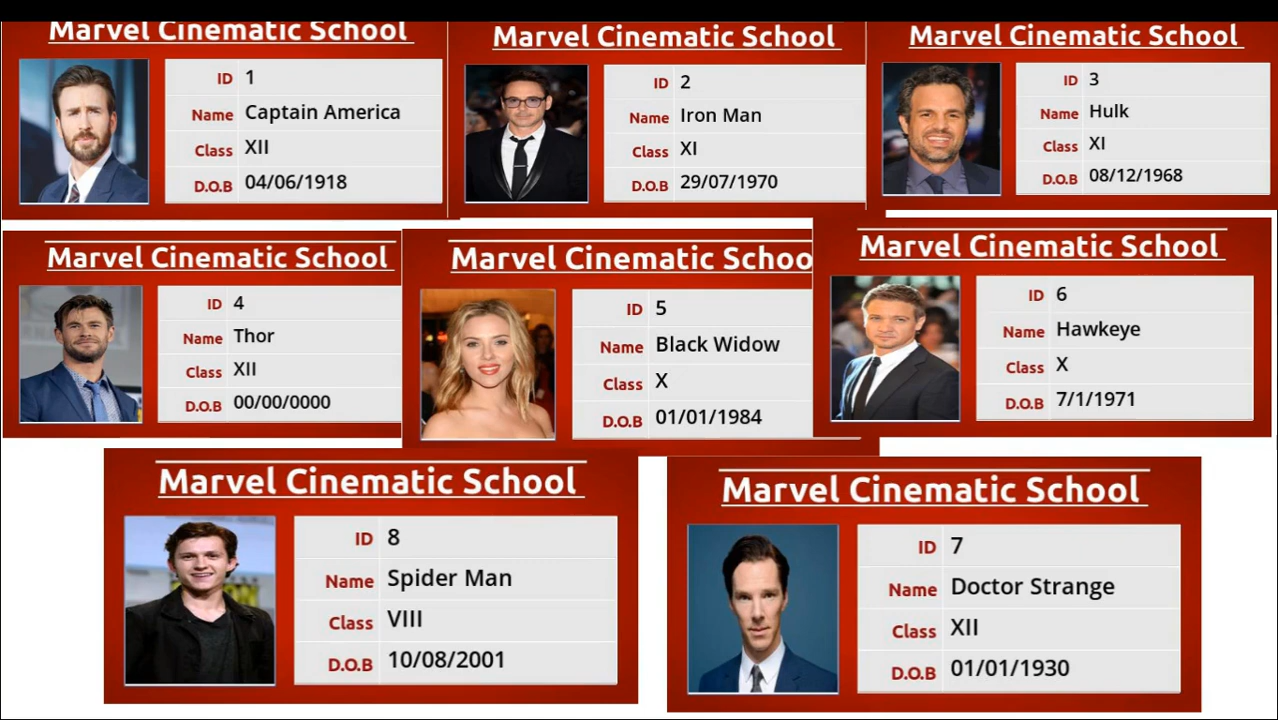 Marvel Cinematic School
ID 1
Name Captain America
Class XII
D.O.B 04/06/1918
Marvel Cinematic School
ID 2
Name Iron Man
Class XI
D.O.B 29/07/1970
Marvel Cinematic School
ID 3
Name Hulk
Class XI
D.O.B 08/12/1968
Marvel Cinematic School
ID 4
Name Thor
Class XII
D.O.B 00/00/0000
Marvel Cinematic Schoo
ID 5
Name Black Widow
Class X
D.O.B 01/01/1984
Marvel Cinematic School
ID 6
Name Hawkeye
Class X
D.O.B 7/1/1971
Marvel Cinematic School
ID 8
Name Spider Man
Class VIII
D.O.B 10/08/2001
Marvel Cinematic School
ID 7
Name Doctor Strange
Class XII
D.O.B 01/01/1930